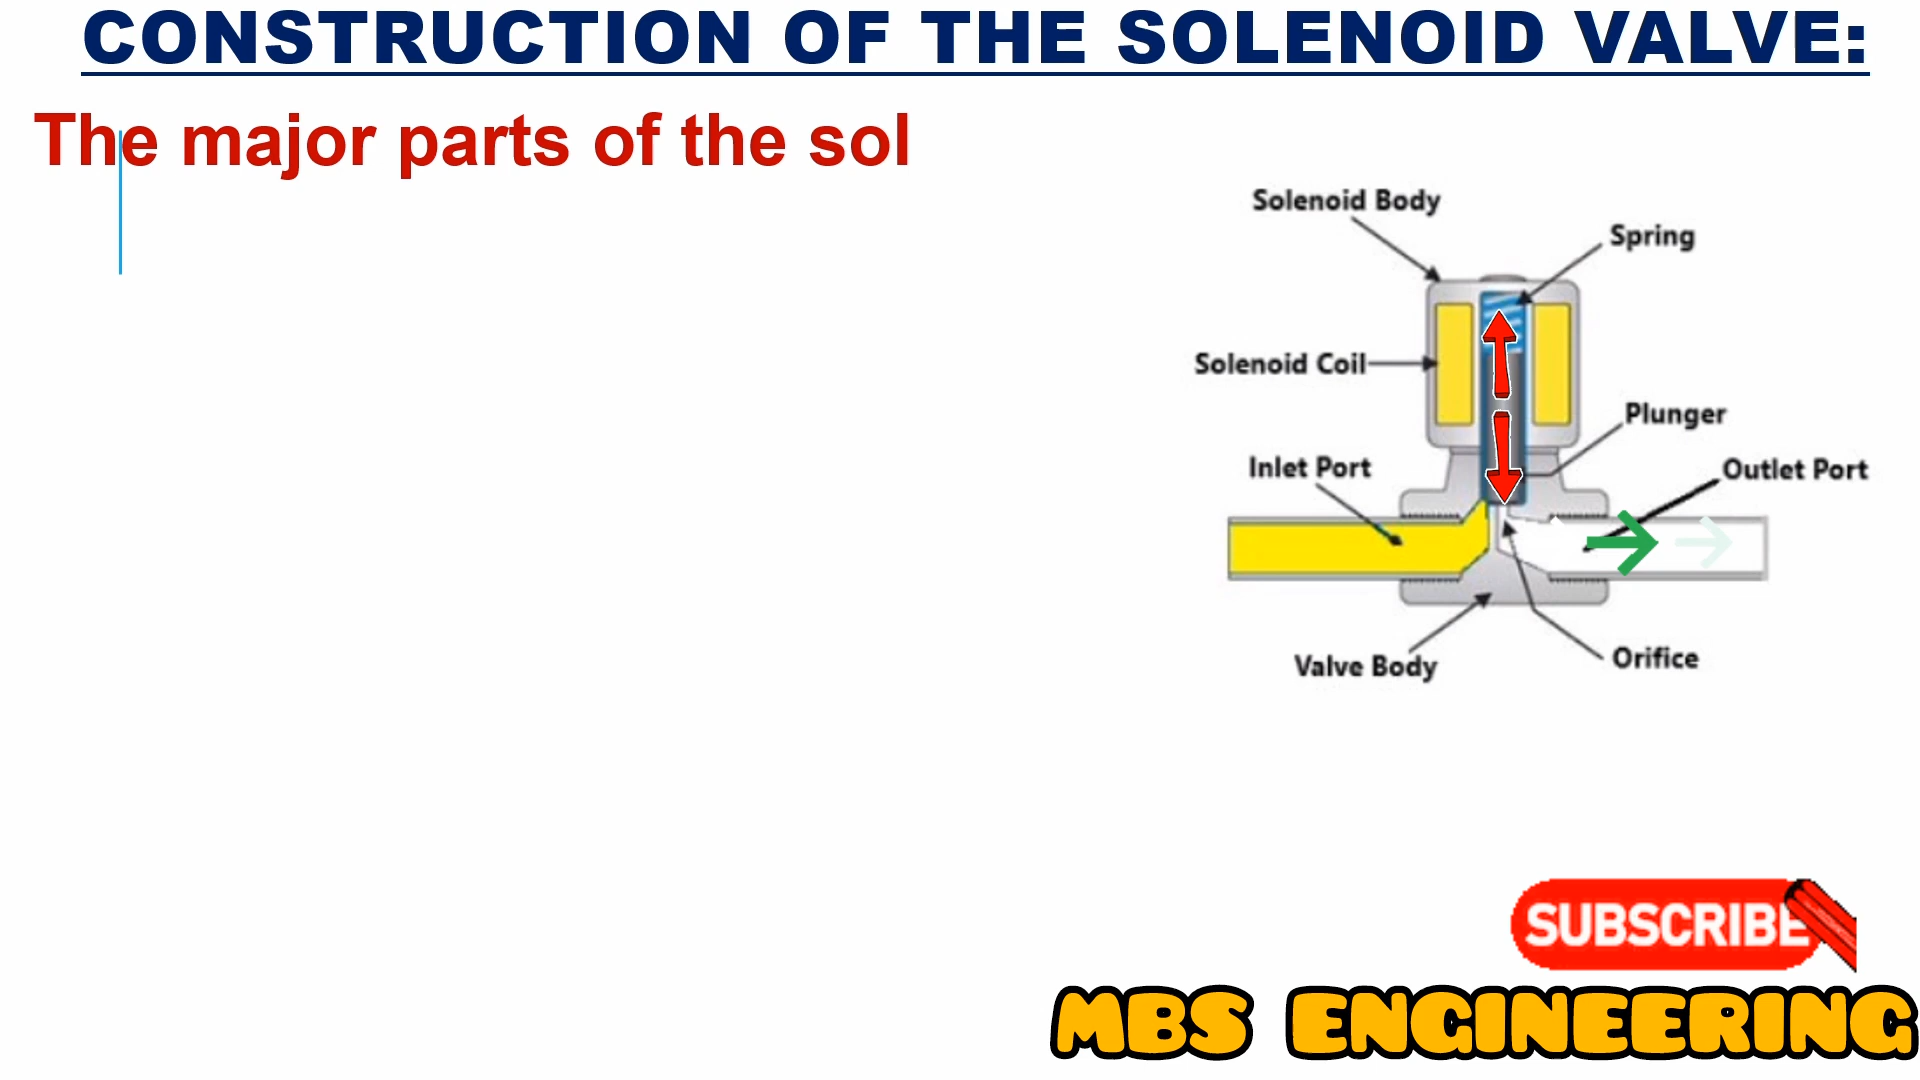 CONSTRUCTION OF THE SOLENOID VALVE:
The major parts of the sol
Solenoid Body
Spring
Solenoid Coil
Plunger
Inlet Port
Outlet Port
Valve Body
Orifice
SUBSCRIBE
MBS ENGINEERING